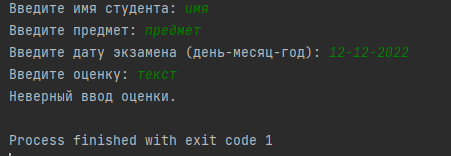 Введите имя студента: имя
Введите предмет: предмет
Введите дату экзамена (день-месяц-год): 12-12-2022
Введите оценку: текст
Неверный ввод оценки.
Process finished with exit code 1